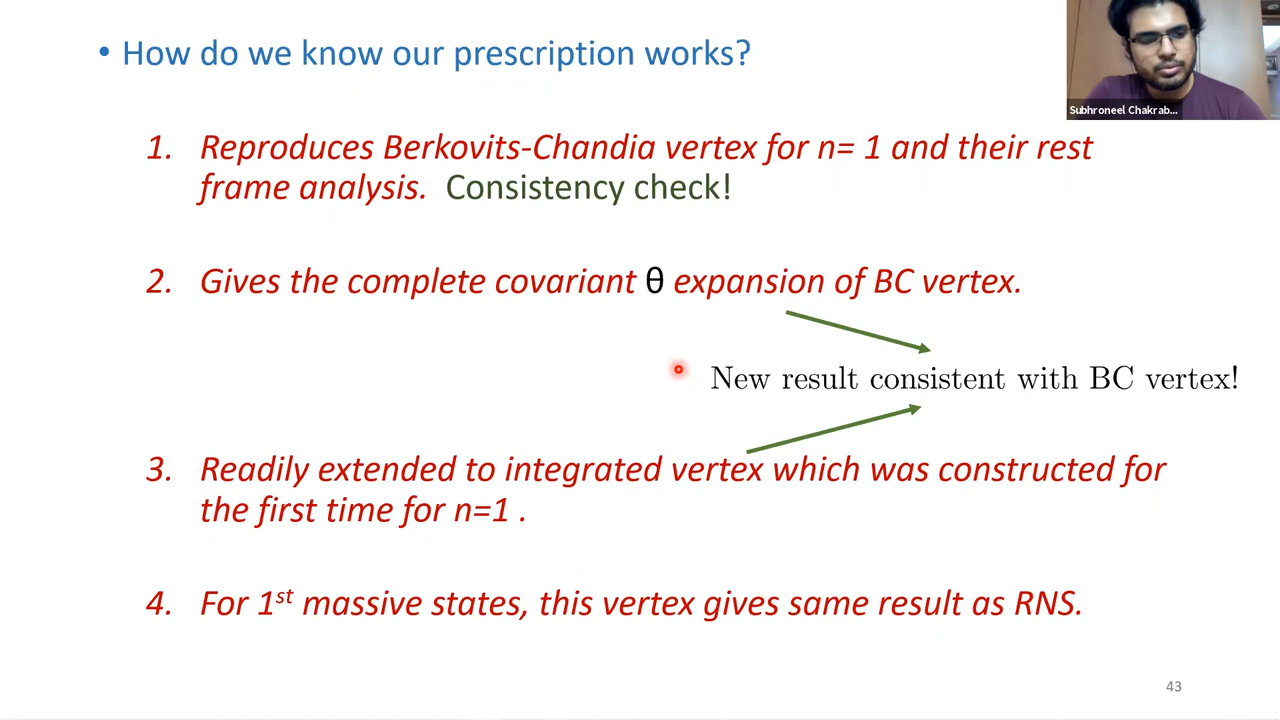 • How do we know our prescription works?
Subhroneel Chakrab...
1. Reproduces Berkovits-Chandia vertex for n= 1 and their rest
frame analysis. Consistency check!
2. Gives the complete covariant θ expansion of BC vertex.
New result consistent with BC vertex!
3. Readily extended to integrated vertex which was constructed for
the first time for n=1 .
4. For 1st massive states, this vertex gives same result as RNS.
43